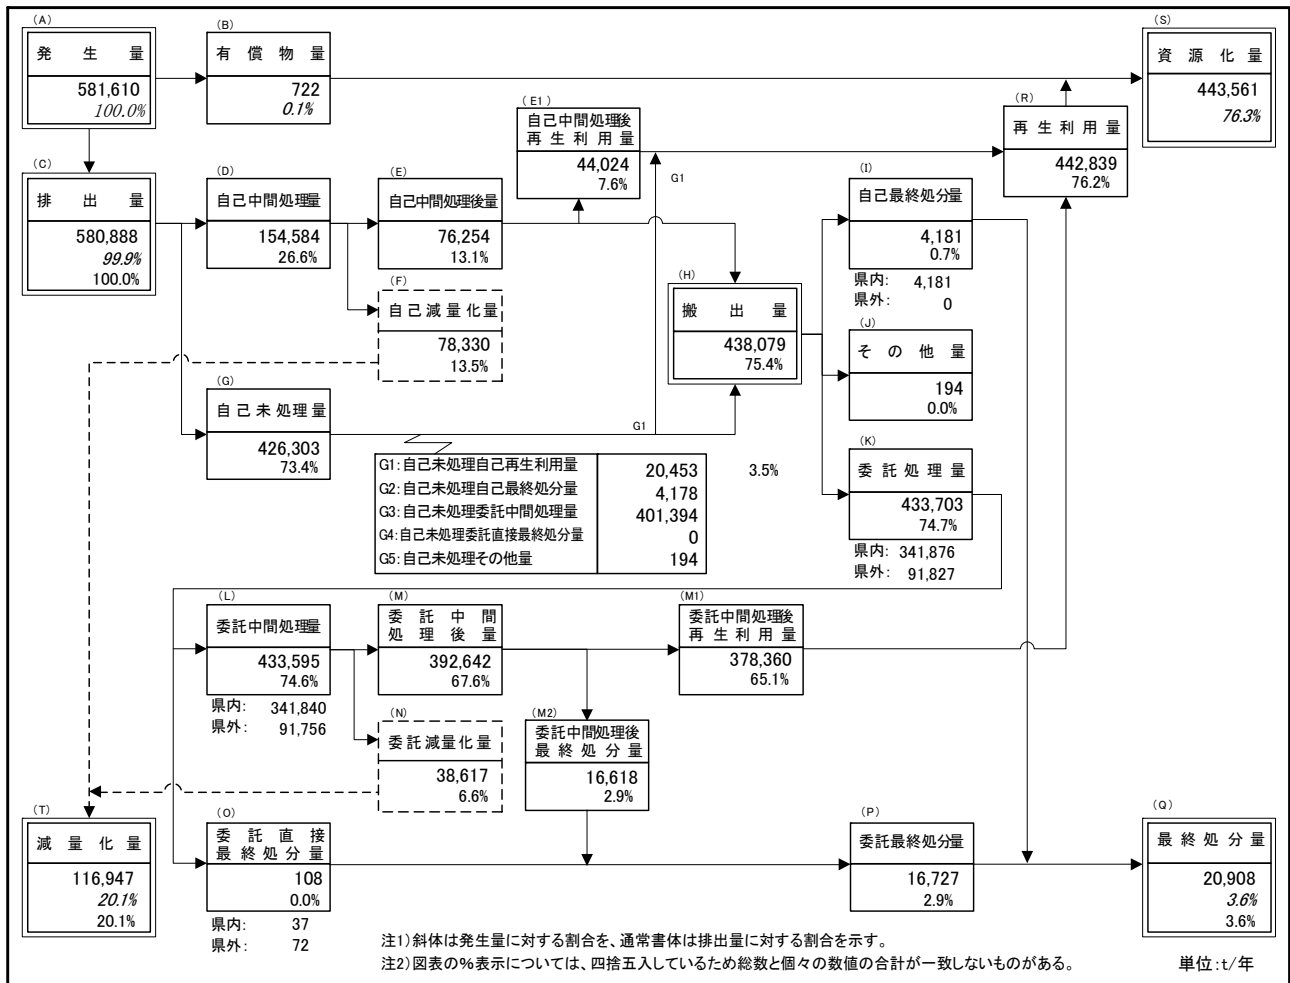 (A)
発生量
581,610
100.0%
(B)
有償物量
722
0.1%
(S)
資源化量
443,561
76.3%
(E1)
自己中間処理後
再生利用量
44,024
7.6%
(R)
再生利用量
442,839
76.2%
G1
(C)
排出量
580,888
99.9%
100.0%
(D)
自己中間処理量
154,584
26.6%
(E)
自己中間処理後量
76,254
13.1%
(I)
自己最終処分量
4,181
0.7%
県内: 4,181
県外: 0
(F)
自己減量化量
78,330
13.5%
(H)
搬出量
438,079
75.4%
(J)
その他量
194
0.0%
(G)
自己未処理量
426,303
73.4%
G1
G1:自己未処理自己再生利用量 20,453 3.5%
G2:自己未処理自己最終処分量 4,178
G3:自己未処理委託中間処理量 401,394
G4:自己未処理委託直接最終処分量 0
G5:自己未処理その他量 194
(K)
委託処理量
433,703
74.7%
県内: 341,876
県外: 91,827
(L)
委託中間処理量
433,595
74.6%
県内: 341,840
県外: 91,756
(M)
委託中間
処理後量
392,642
67.6%
(M1)
委託中間処理後
再生利用量
378,360
65.1%
(N)
委託減量化量
38,617
6.6%
(M2)
委託中間処理後
最終処分量
16,618
2.9%
(T)
減量化量
116,947
20.1%
20.1%
(O)
委託直接
最終処分量
108
0.0%
県内: 37
県外: 72
(P)
委託最終処分量
16,727
2.9%
(Q)
最終処分量
20,908
3.6%
3.6%
注1)斜体は発生量に対する割合を、通常書体は排出量に対する割合を示す。
注2)図表の%表示については、四捨五入しているため総数と個々の数値の合計が一致しないものがある。
単位:t/年